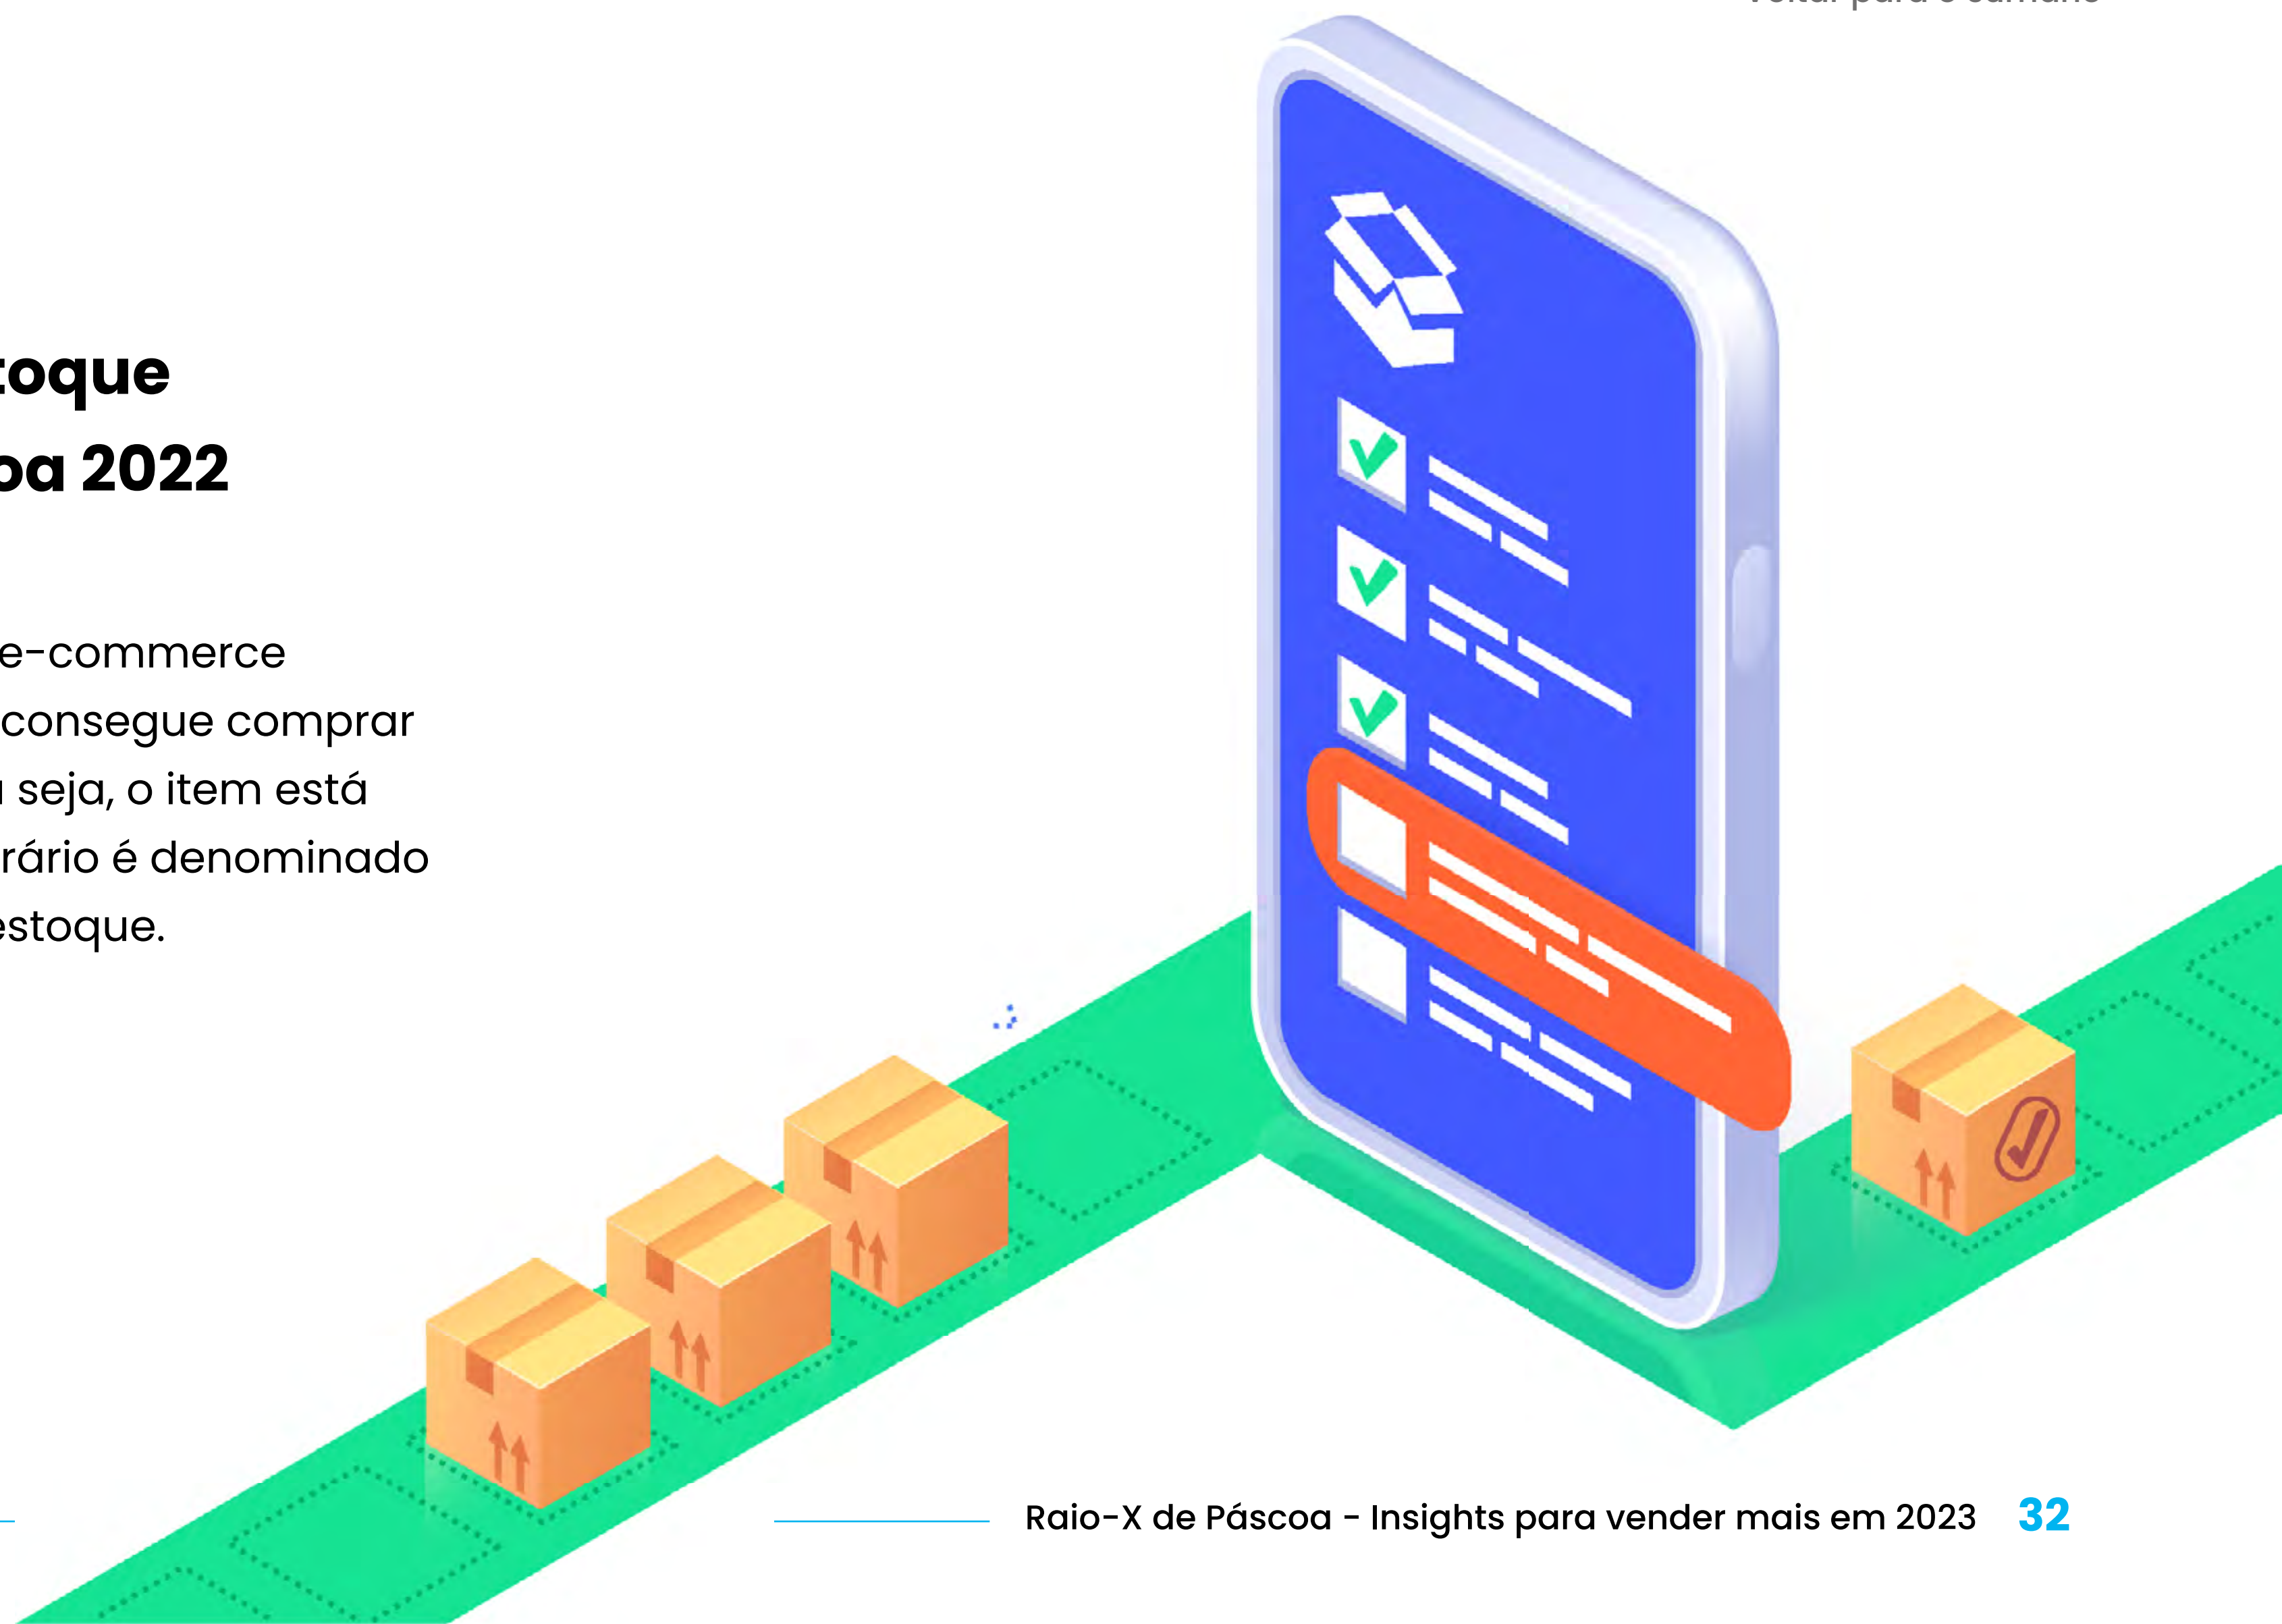 toque
oa 2022
e-commerce
consegue comprar
seja, o item está
rário é denominado
estoque.
Raio-X de Páscoa - Insights para vender mais em 2023 32